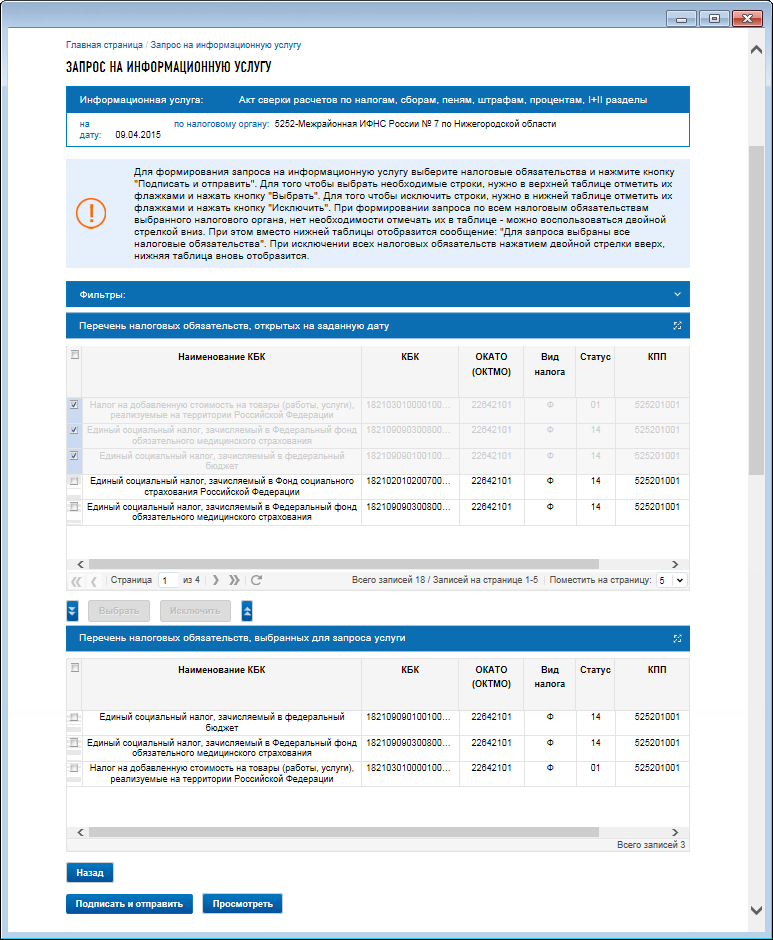 Главная страница / Запрос на информационную услугу
ЗАПРОС НА ИНФОРМАЦИОННУЮ УСЛУГУ
Информационная услуга: Акт сверки расчетов по налогам, сборам, пеням, штрафам, процентам, I+II разделы
на дату: 09.04.2015 по налоговому органу: 5252-Межрайонная ИФНС России № 7 по Нижегородской области
Для формирования запроса на информационную услугу выберите налоговые обязательства и нажмите кнопку
"Подписать и отправить". Для того чтобы выбрать необходимые строки, нужно в верхней таблице отметить их
флажками и нажать кнопку "Выбрать". Для того чтобы исключить строки, нужно в нижней таблице отметить их
флажками и нажать кнопку "Исключить". При формировании запроса по всем налоговым обязательствам
выбранного налогового органа, нет необходимости отмечать их в таблице - можно воспользоваться двойной
стрелкой вниз. При этом вместо нижней таблицы отобразится сообщение: "Для запроса выбраны все
налоговые обязательства". При исключении всех налоговых обязательств нажатием двойной стрелки вверх,
нижняя таблица вновь отобразится.
Фильтры:
Перечень налоговых обязательств, открытых на заданную дату
Наименование КБК КБК ОКАТО (ОКТМО) Вид налога Статус КПП
Налог на добавленную стоимость на товары (работы, услуги), 182103010000100... 22642101 Ф 01 525201001
реализуемые на территории Российской Федерации
Единый социальный налог, зачисляемый в Федеральный фонд 182109090300800... 22642101 Ф 14 525201001
обязательного медицинского страхования
Единый социальный налог, зачисляемый в федеральный 182109090100100... 22642101 Ф 14 525201001
бюджет
Единый социальный налог, зачисляемый в Фонд социального 182102010200700... 22642101 Ф 14 525201001
страхования Российской Федерации
Единый социальный налог, зачисляемый в Федеральный фонд 182109090300800... 22642101 Ф 14 525201001
обязательного медицинского страхования
Страница 1 из 4 Всего записей 18 / Записей на странице 1-5 Поместить на страницу: 5
Выбрать Исключить
Перечень налоговых обязательств, выбранных для запроса услуги
Наименование КБК КБК ОКАТО (ОКТМО) Вид налога Статус КПП
Единый социальный налог, зачисляемый в федеральный 182109090100100... 22642101 Ф 14 525201001
бюджет
Единый социальный налог, зачисляемый в Федеральный фонд 182109090300800... 22642101 Ф 14 525201001
обязательного медицинского страхования
Налог на добавленную стоимость на товары (работы, услуги), 182103010000100... 22642101 Ф 01 525201001
реализуемые на территории Российской Федерации
Всего записей 3
Назад
Подписать и отправить Просмотреть